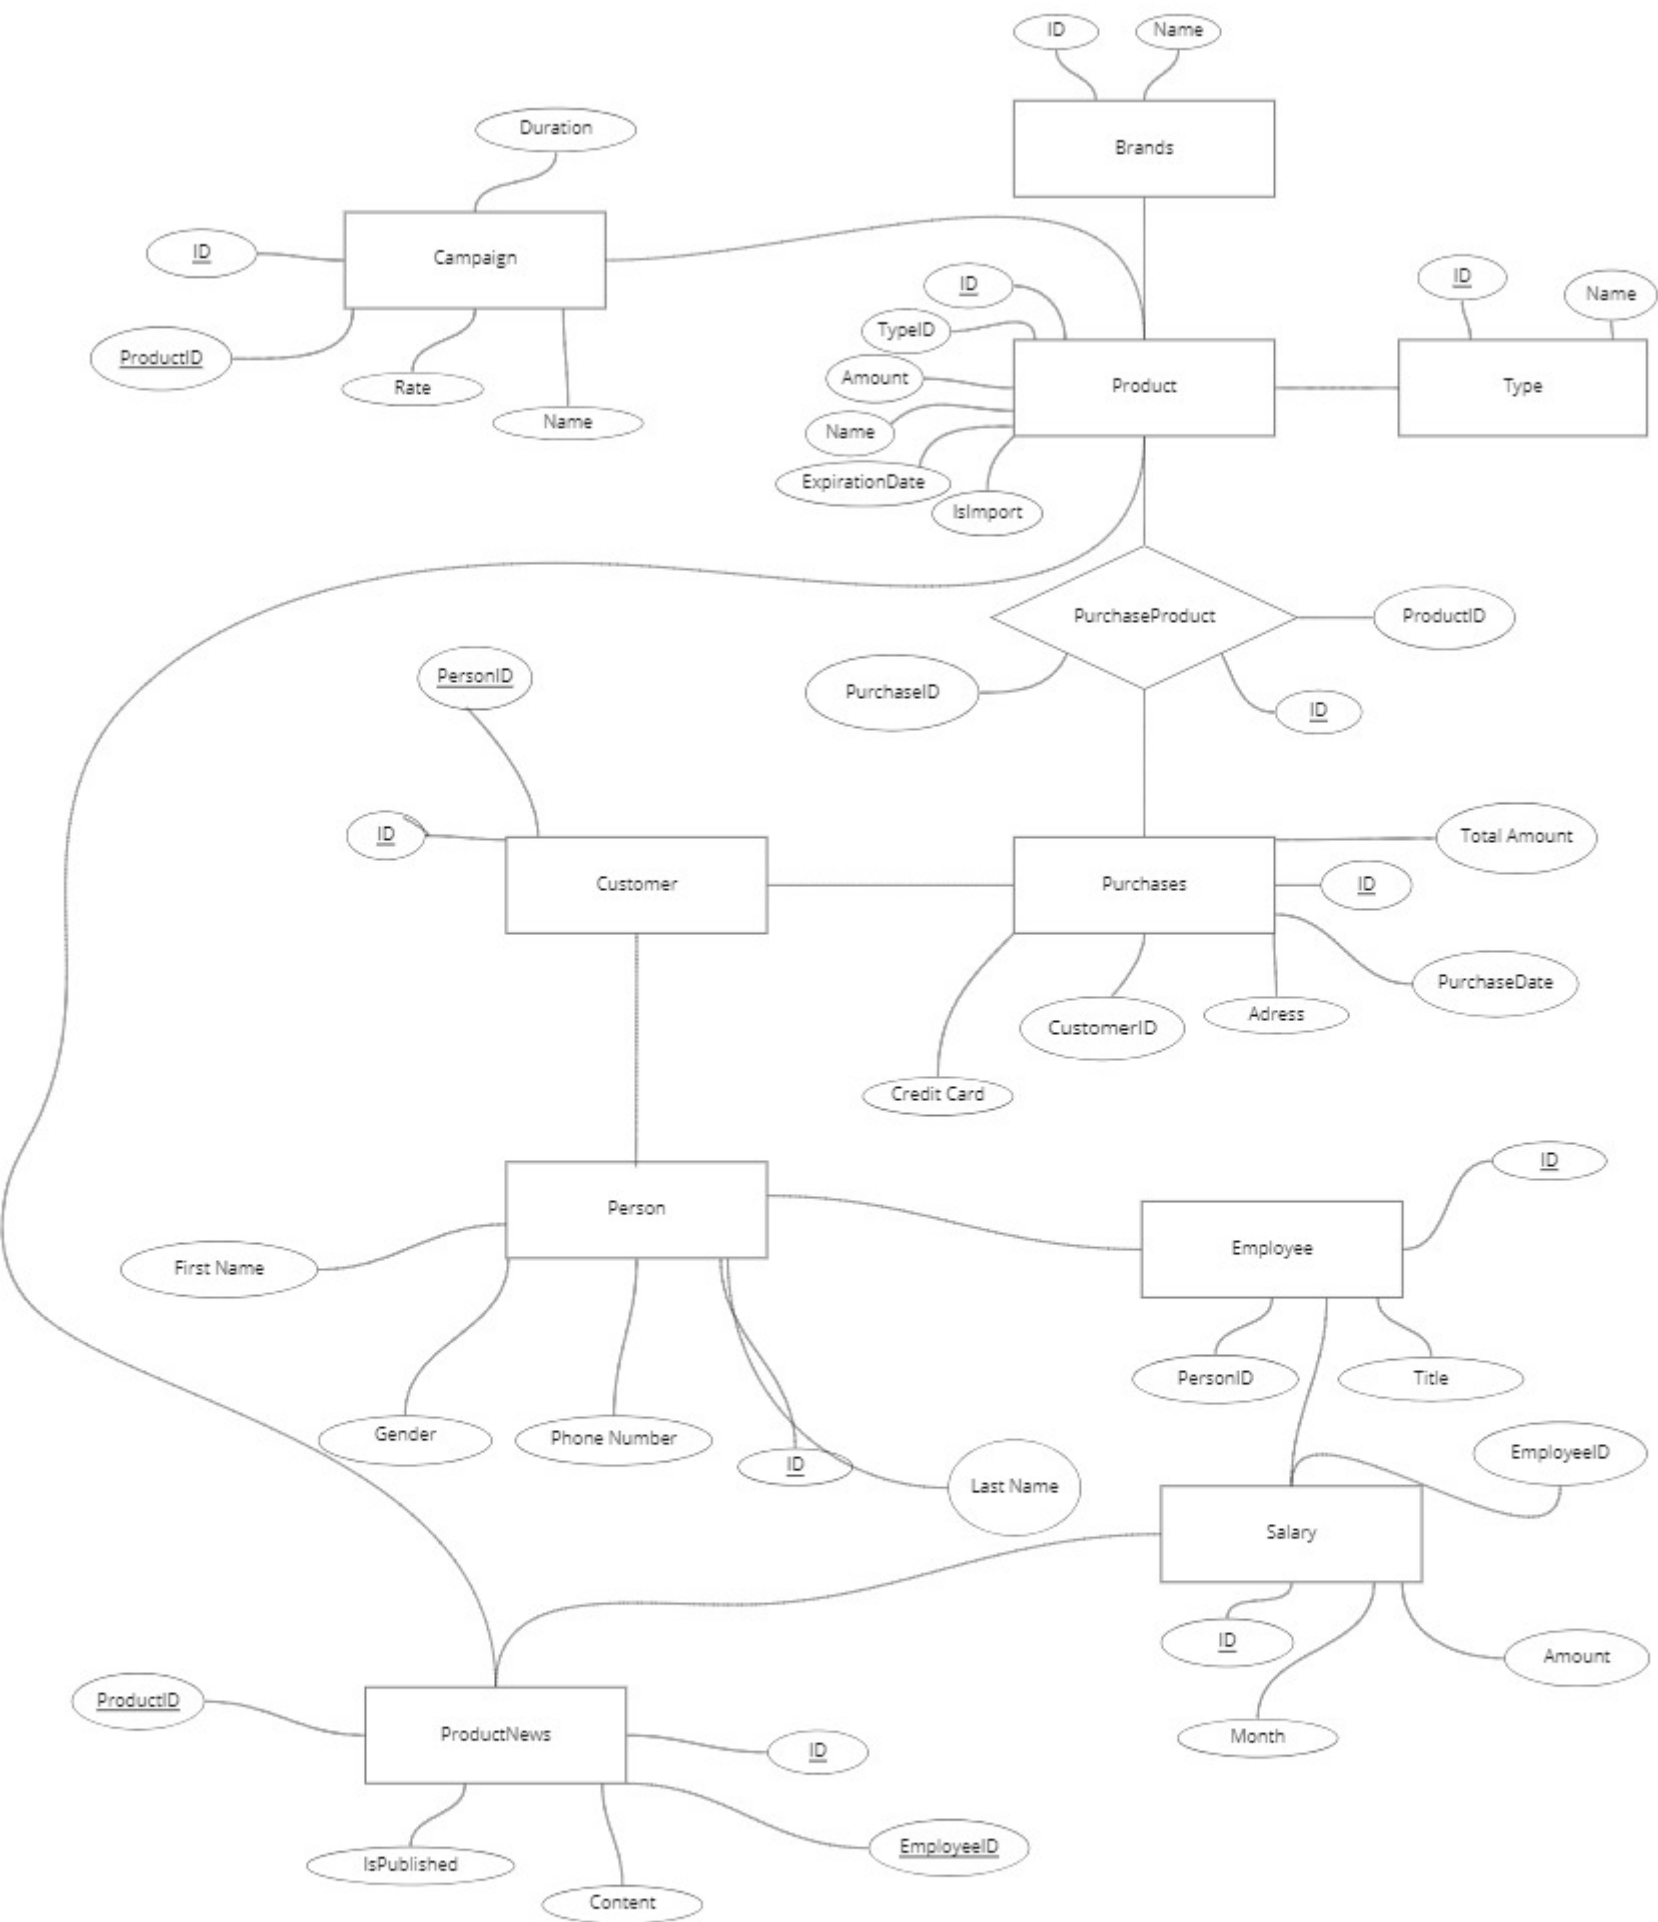 ID
Name
Brands
Duration
Campaign
ID
ProductID
Rate
Name
ID
TypeID
Amount
Name
ExpirationDate
IsImport
Product
ID
Name
Type
PurchaseProduct
ProductID
PurchaseID
ID
PersonID
ID
Customer
Purchases
Total Amount
ID
PurchaseDate
Adress
CustomerID
Credit Card
Person
First Name
Gender
Phone Number
ID
Last Name
Employee
ID
PersonID
Title
EmployeeID
Salary
ID
Month
Amount
ProductID
ProductNews
ID
EmployeeID
IsPublished
Content